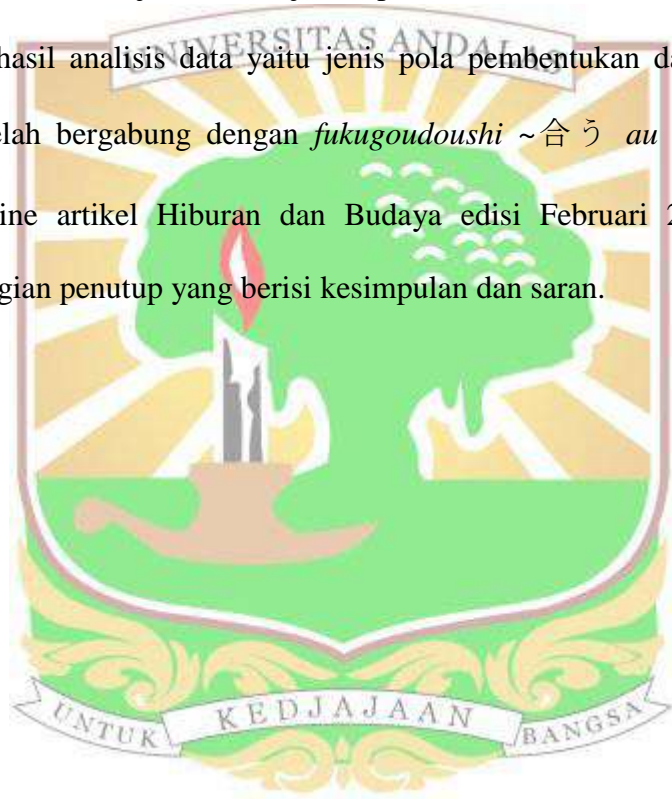 UNIVERSITAS ANDALAS
hasil analisis data yaitu jenis pola pembentukan da
elah bergabung dengan fukugoudoushi ~合う au
ine artikel Hiburan dan Budaya edisi Februari 2
gian penutup yang berisi kesimpulan dan saran.
UNTUK KEDJAJAAN BANGSA